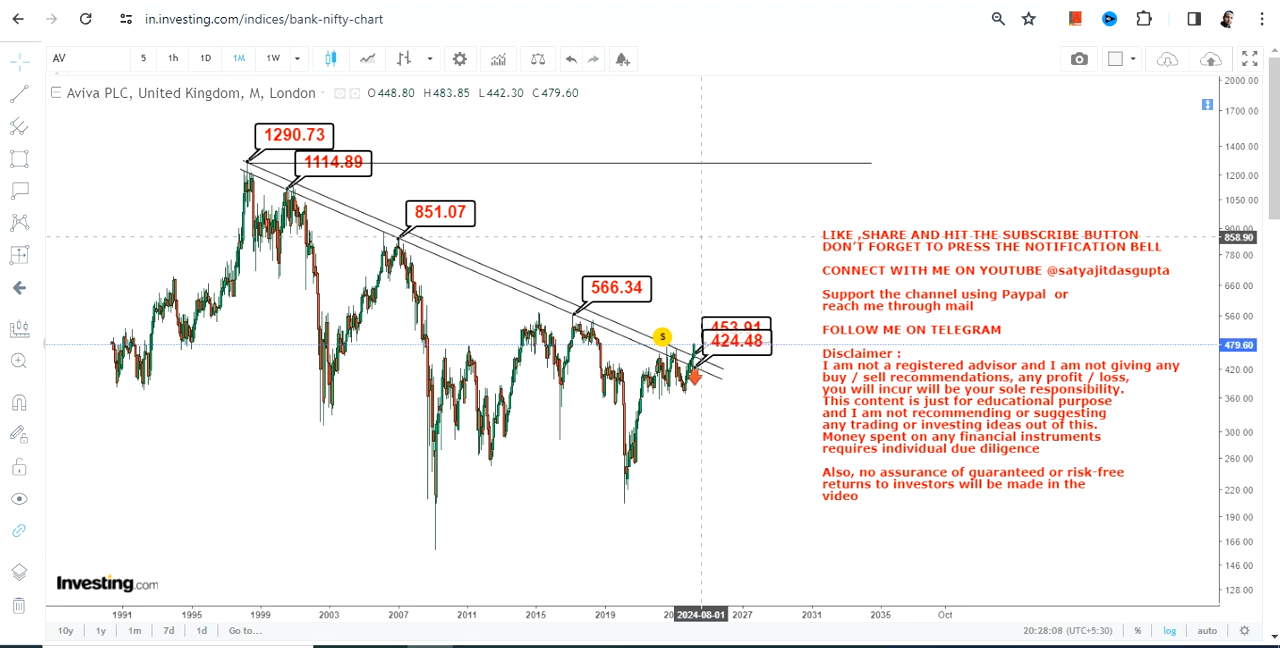 in.investing.com/indices/bank-nifty-chart
AV 5 1h 1D 1M 1W
Aviva PLC, United Kingdom, M, London O448.80 H483.85 L442.30 C479.60
2000.00
1700.00
1400.00
1200.00
1050.00
900.00
858.90
780.00
660.00
560.00
479.60
420.00
360.00
300.00
260.00
220.00
190.00
166.00
146.00
128.00
1290.73
1114.89
851.07
566.34
453.91
424.48
$
LIKE ,SHARE AND HIT THE SUBSCRIBE BUTTON
DON'T FORGET TO PRESS THE NOTIFICATION BELL
CONNECT WITH ME ON YOUTUBE @satyajitdasgupta
Support the channel using Paypal or
reach me through mail
FOLLOW ME ON TELEGRAM
Disclaimer :
I am not a registered advisor and I am not giving any
buy / sell recommendations, any profit / loss,
you will incur will be your sole responsibility.
This content is just for educational purpose
and I am not recommending or suggesting
any trading or investing ideas out of this.
Money spent on any financial instruments
requires individual due diligence
Also, no assurance of guaranteed or risk-free
returns to investors will be made in the
video
Investing.com
1991 1995 1999 2003 2007 2011 2015 2019 2024-08-01 2027 2031 2035 Oct
10y 1y 1m 7d 1d Go to... 20:28:08 (UTC+5:30) % log auto